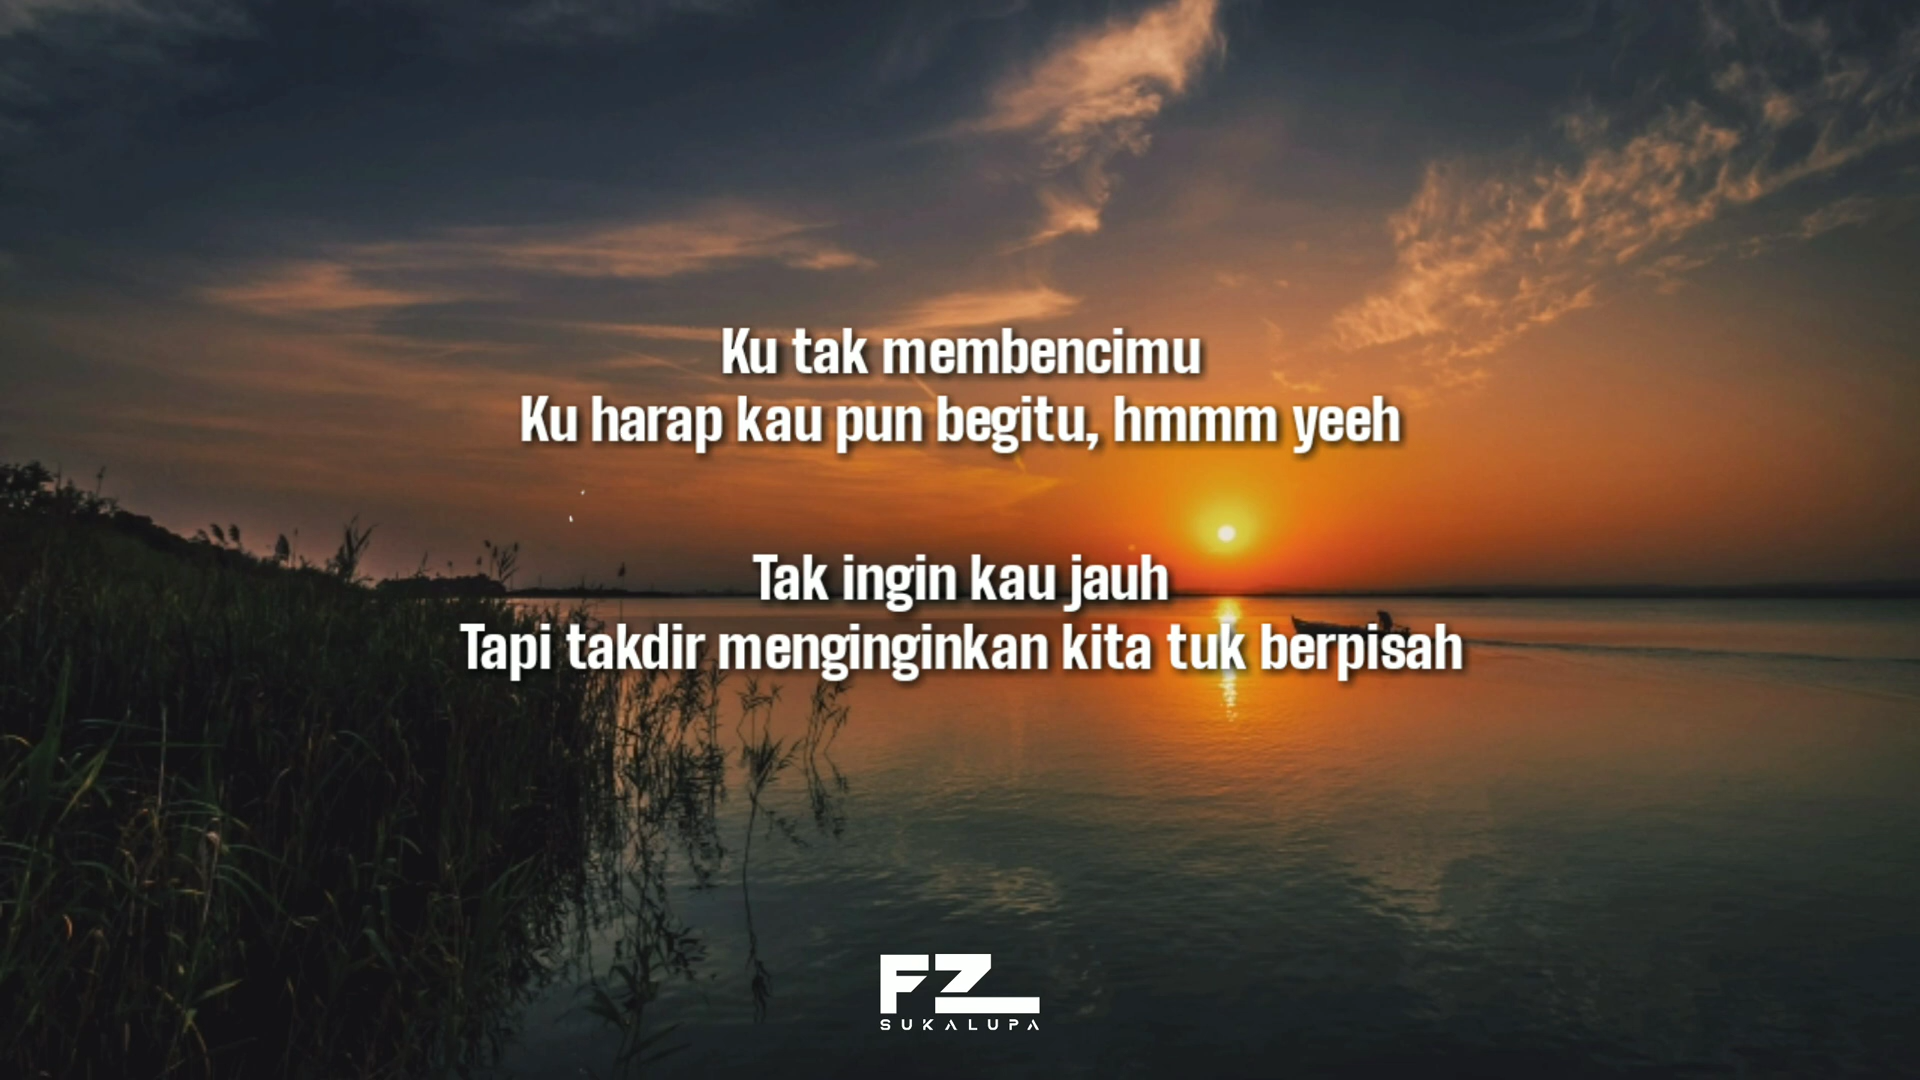 Ku tak membencimu
Ku harap kau pun begitu, hmmm yeeh
Tak ingin kau jauh
Tapi takdir menginginkan kita tuk berpisah
FZ
SUKALUPA